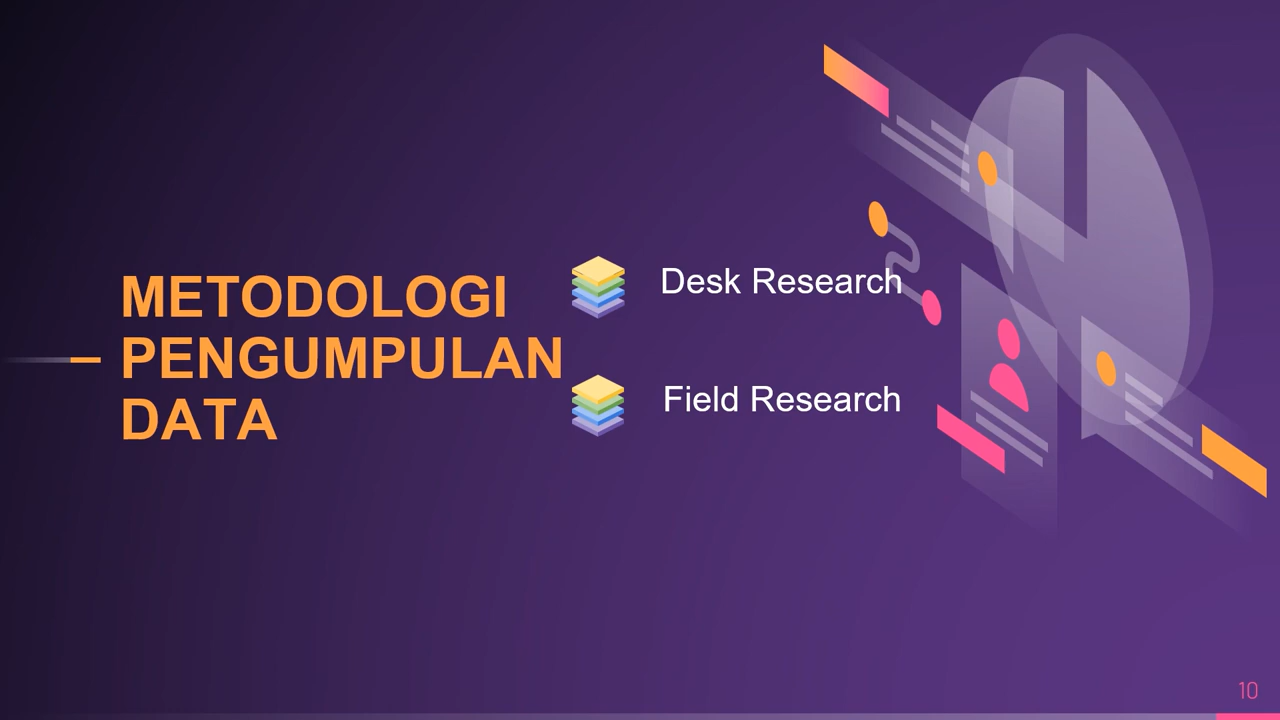 METODOLOGI
PENGUMPULAN
DATA
Desk Research
Field Research
10